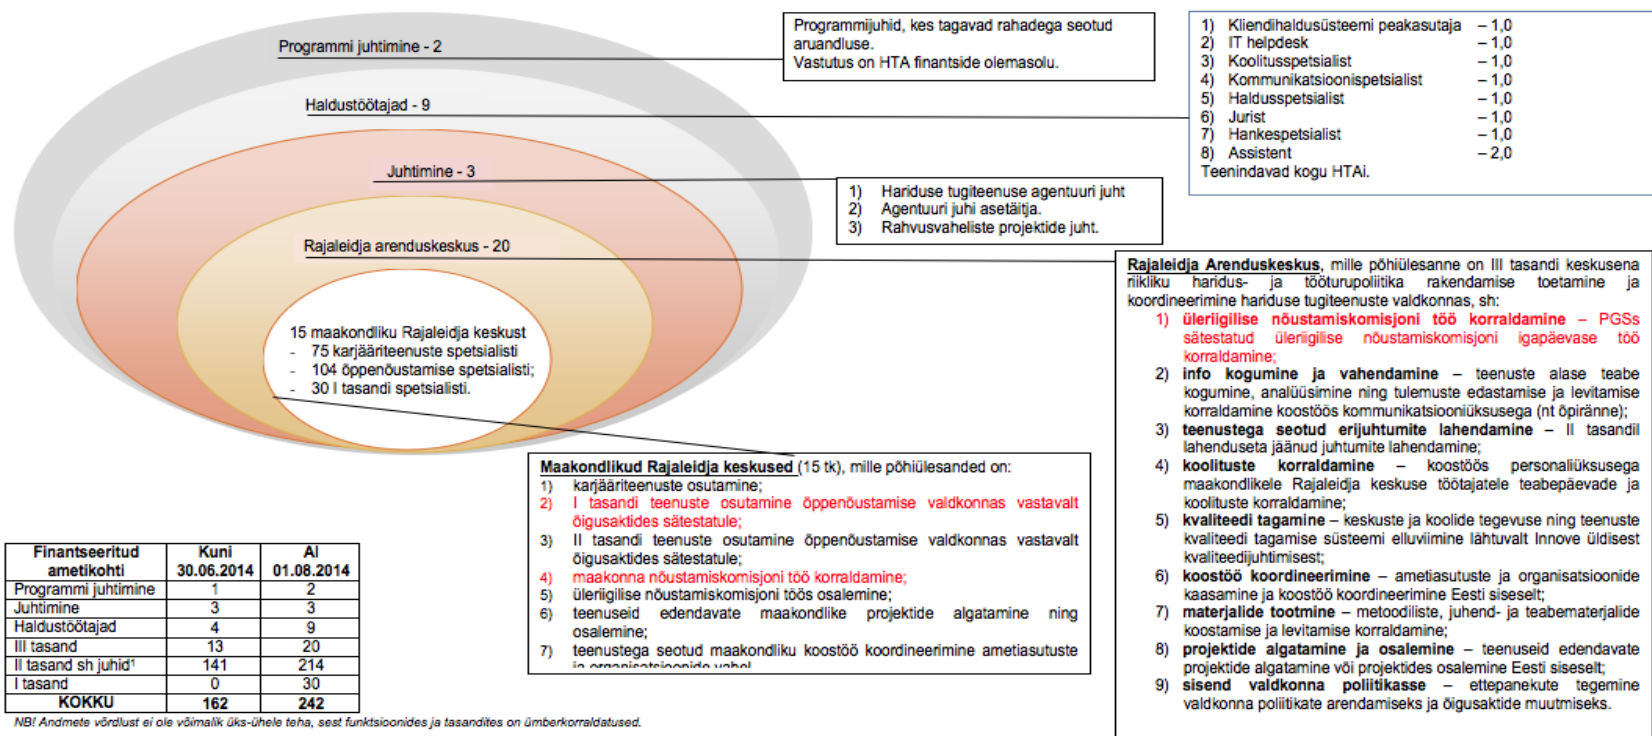 Programmi juhtimine - 2
Haldustöötajad - 9
Juhtimine - 3
Rajaleidja arenduskeskus - 20
15 maakondliku Rajaleidja keskust
- 75 karjääriteenuste spetsialisti
- 104 õppenõustamise spetsialisti;
- 30 I tasandi spetsialisti.
Programmijuhid, kes tagavad rahadega seotud
aruandluse.
Vastutus on HTA finantside olemasolu.
1) Kliendihaldusüsteemi peakasutaja – 1,0
2) IT helpdesk – 1,0
3) Koolitusspetsialist – 1,0
4) Kommunikatsioonispetsialist – 1,0
5) Haldusspetsialist – 1,0
6) Jurist – 1,0
7) Hankespetsialist – 1,0
8) Assistent – 2,0
Teenindavad kogu HTAi.
1) Hariduse tugiteenuse agentuuri juht
2) Agentuuri juhi asetäitja.
3) Rahvusvaheliste projektide juht.
Rajaleidja Arenduskeskus, mille põhiülesanne on III tasandi keskusena
riikliku haridus- ja tööturupoliitika rakendamise toetamine ja
koordineerimine hariduse tugiteenuste valdkonnas, sh:
1) üleriigilise nõustamiskomisjoni töö korraldamine – PGSs
sätestatud üleriigilise nõustamiskomisjoni igapäevase töö
korraldamine;
2) info kogumine ja vahendamine – teenuste alase teabe
kogumine, analüüsimine ning tulemuste edastamise ja levitamise
korraldamine koostöös kommunikatsiooniüksusega (nt õpiränne);
3) teenustega seotud erijuhtumite lahendamine – II tasandil
lahenduseta jäänud juhtumite lahendamine;
4) koolituste korraldamine – koostöös personaliüksusega
maakondlikele Rajaleidja keskuse töötajatele teabepäevade ja
koolituste korraldamine;
5) kvaliteedi tagamine – keskuste ja koolide tegevuse ning teenuste
kvaliteedi tagamise süsteemi elluviimine lähtuvalt Innove üldisest
kvaliteedijuhtimisest;
6) koostöö koordineerimine – ametiasutuste ja organisatsioonide
kaasamine ja koostöö koordineerimine Eesti siseselt;
7) materjalide tootmine – metoodiliste, juhend- ja teabematerjalide
koostamise ja levitamise korraldamine;
8) projektide algatamine ja osalemine – teenuseid edendavate
projektide algatamine või projektides osalemine Eesti siseselt;
9) sisend valdkonna poliitikasse – ettepanekute tegemine
valdkonna poliitikate arendamiseks ja õigusaktide muutmiseks.
Maakondlikud Rajaleidja keskused (15 tk), mille põhiülesanded on:
1) karjääriteenuste osutamine;
2) I tasandi teenuste osutamine õppenõustamise valdkonnas vastavalt
õigusaktides sätestatule;
3) II tasandi teenuste osutamine õppenõustamise valdkonnas vastavalt
õigusaktides sätestatule;
4) maakonna nõustamiskomisjoni töö korraldamine;
5) üleriigilise nõustamiskomisjoni töös osalemine;
6) teenuseid edendavate maakondlike projektide algatamine ning
osalemine;
7) teenustega seotud maakondliku koostöö koordineerimine ametiasutuste
ja organisatsioonide vahel
Finantseeritud ametikohti Kuni 30.06.2014 Al 01.08.2014
Programmi juhtimine 1 2
Juhtimine 3 3
Haldustöötajad 4 9
III tasand 13 20
II tasand sh juhid¹ 141 214
I tasand 0 30
KOKKU 162 242
NB! Andmete võrdlust ei ole võimalik üks-ühele teha, sest funktsioonides ja tasandites on ümberkorraldatused.